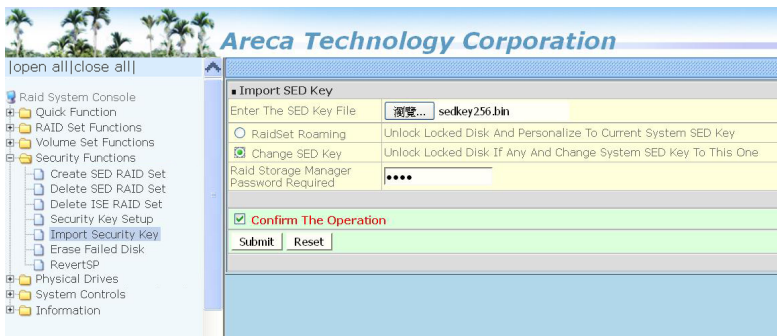 Areca Technology Corporation
|open all|close all|
Raid System Console
Quick Function
RAID Set Functions
Volume Set Functions
Security Functions
Create SED RAID Set
Delete SED RAID Set
Delete ISE RAID Set
Security Key Setup
Import Security Key
Erase Failed Disk
RevertSP
Physical Drives
System Controls
Information
Import SED Key
Enter The SED Key File 瀏覽... sedkey256.bin
RaidSet Roaming Unlock Locked Disk And Personalize To Current System SED Key
Change SED Key Unlock Locked Disk If Any And Change System SED Key To This One
Raid Storage Manager
Password Required ••••
Confirm The Operation
Submit Reset